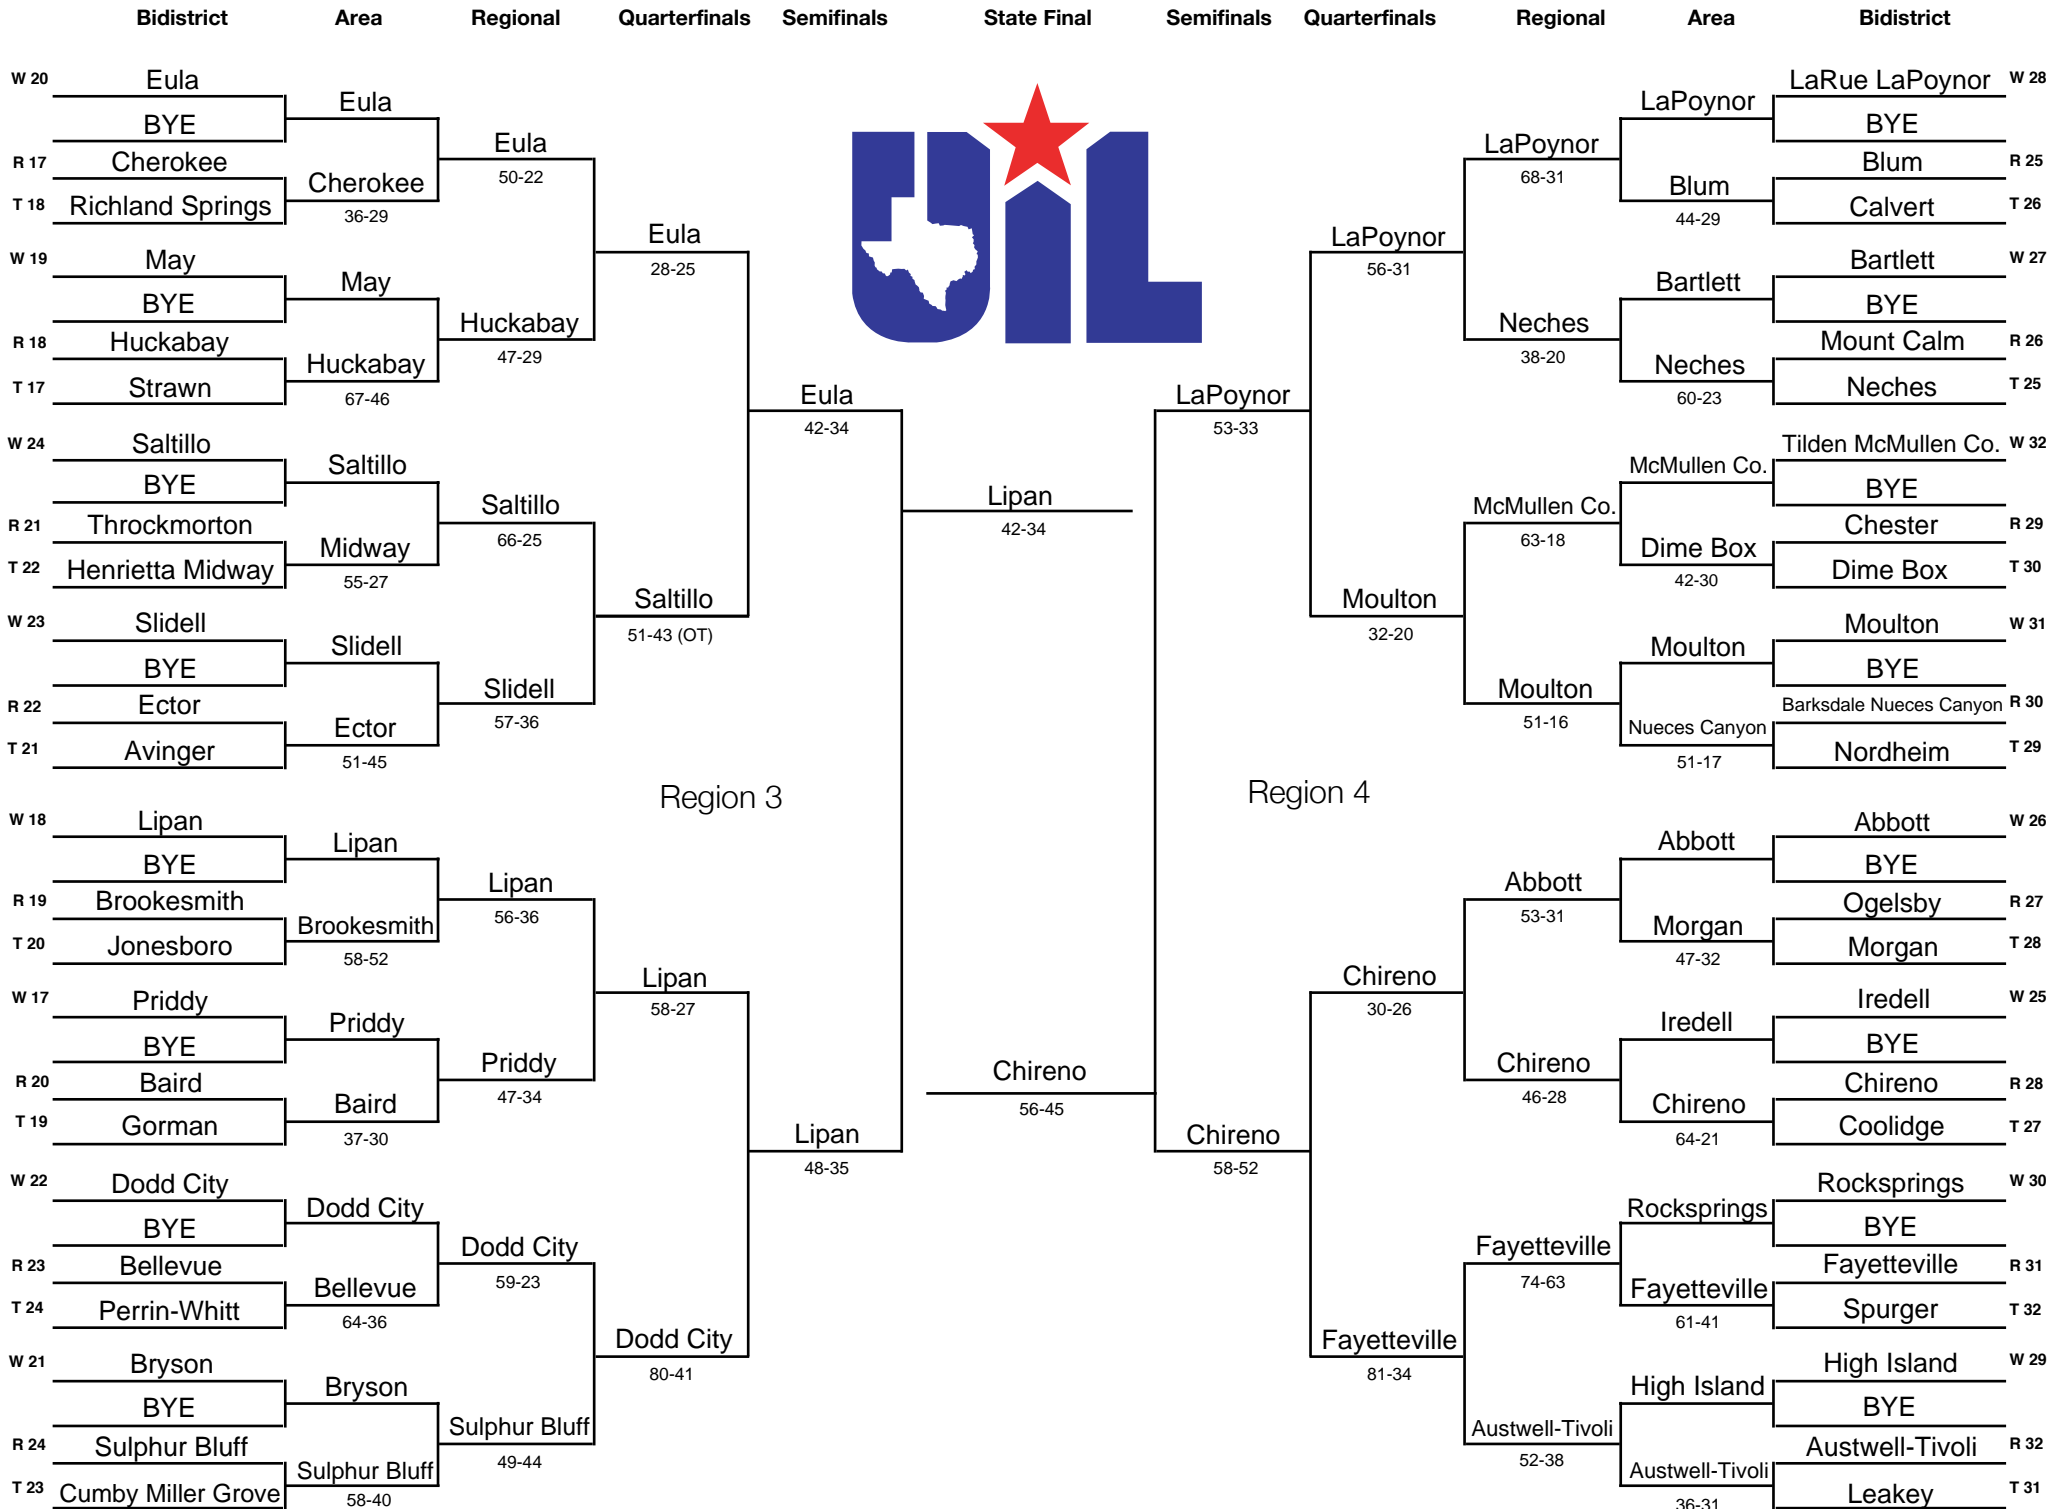 Bidistrict Area Regional Quarterfinals Semifinals State Final Semifinals Quarterfinals Regional Area Bidistrict
W 20 Eula
Eula
BYE
Eula
50-22
R 17 Cherokee
Cherokee
36-29
T 18 Richland Springs
Eula
28-25
W 19 May
May
BYE
Huckabay
47-29
R 18 Huckabay
Huckabay
67-46
T 17 Strawn
Eula
42-34
W 24 Saltillo
Saltillo
BYE
Saltillo
66-25
R 21 Throckmorton
Midway
55-27
T 22 Henrietta Midway
Saltillo
51-43 (OT)
W 23 Slidell
Slidell
BYE
Slidell
57-36
R 22 Ector
Ector
51-45
T 21 Avinger
Region 3
Lipan
42-34
W 18 Lipan
Lipan
BYE
Lipan
56-36
R 19 Brookesmith
Brookesmith
58-52
T 20 Jonesboro
Lipan
58-27
W 17 Priddy
Priddy
BYE
Priddy
47-34
R 20 Baird
Baird
37-30
T 19 Gorman
Lipan
48-35
W 22 Dodd City
Dodd City
BYE
Dodd City
59-23
R 23 Bellevue
Bellevue
64-36
T 24 Perrin-Whitt
Dodd City
80-41
W 21 Bryson
Bryson
BYE
Sulphur Bluff
49-44
R 24 Sulphur Bluff
Sulphur Bluff
58-40
T 23 Cumby Miller Grove
UIL
LaRue LaPoynor W 28
LaPoynor
BYE
LaPoynor
68-31
Blum R 25
Blum
44-29
Calvert T 26
LaPoynor
56-31
Bartlett W 27
Bartlett
BYE
Neches
38-20
Mount Calm R 26
Neches
60-23
Neches T 25
LaPoynor
53-33
Tilden McMullen Co. W 32
McMullen Co.
BYE
McMullen Co.
63-18
Chester R 29
Dime Box
42-30
Dime Box T 30
Moulton
32-20
Moulton W 31
Moulton
BYE
Moulton
51-16
Barksdale Nueces Canyon R 30
Nueces Canyon
51-17
Nordheim T 29
Region 4
Chireno
56-45
Abbott W 26
Abbott
BYE
Abbott
53-31
Ogelsby R 27
Morgan
47-32
Morgan T 28
Chireno
30-26
Iredell W 25
Iredell
BYE
Chireno
46-28
Chireno R 28
Chireno
64-21
Coolidge T 27
Chireno
58-52
Rocksprings W 30
Rocksprings
BYE
Fayetteville
74-63
Fayetteville R 31
Fayetteville
61-41
Spurger T 32
Fayetteville
81-34
High Island W 29
High Island
BYE
Austwell-Tivoli
52-38
Austwell-Tivoli R 32
Austwell-Tivoli
36-31
Leakey T 31